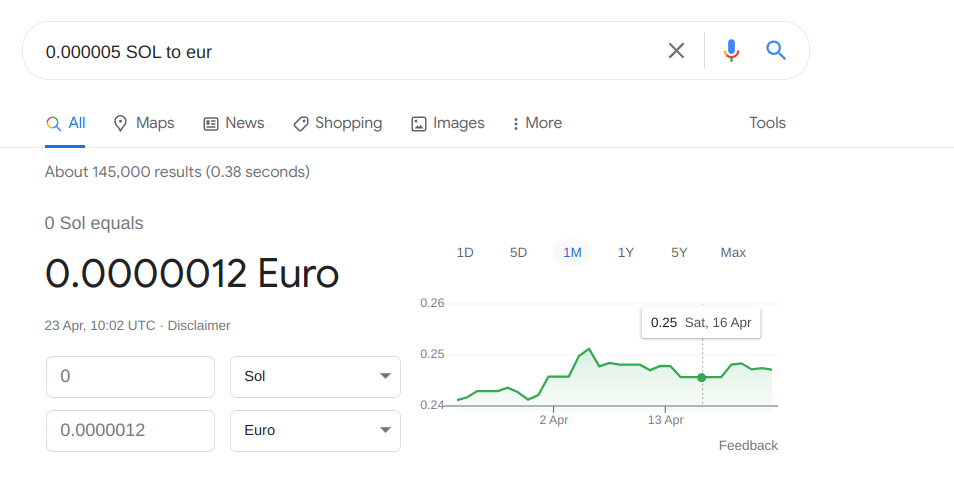 0.000005 SOL to eur
All Maps News Shopping Images More Tools
About 145,000 results (0.38 seconds)
0 Sol equals
0.0000012 Euro
23 Apr, 10:02 UTC · Disclaimer
0 Sol
0.0000012 Euro
1D 5D 1M 1Y 5Y Max
0.26
0.25 Sat, 16 Apr
0.25
0.24
2 Apr 13 Apr
Feedback